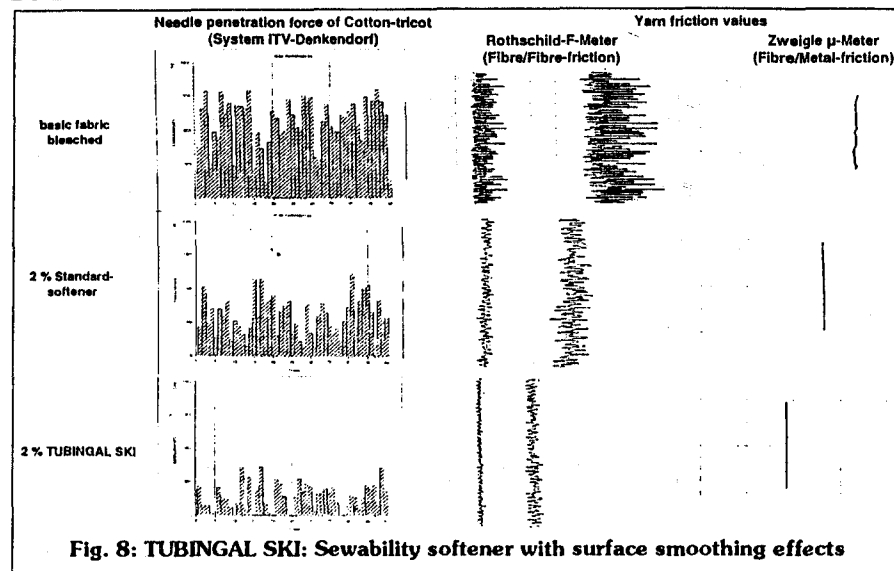 Needle penetration force of Cotton-tricot
(System ITV-Denkendorf)
Yarn friction values
Rothschild-F-Meter
(Fibre/Fibre-friction)
Zweigle µ-Meter
(Fibre/Metal-friction)
basic fabric
bleached
2 % Standard-
softener
2 % TUBINGAL SKI
Fig. 8: TUBINGAL SKI: Sewability softener with surface smoothing effects